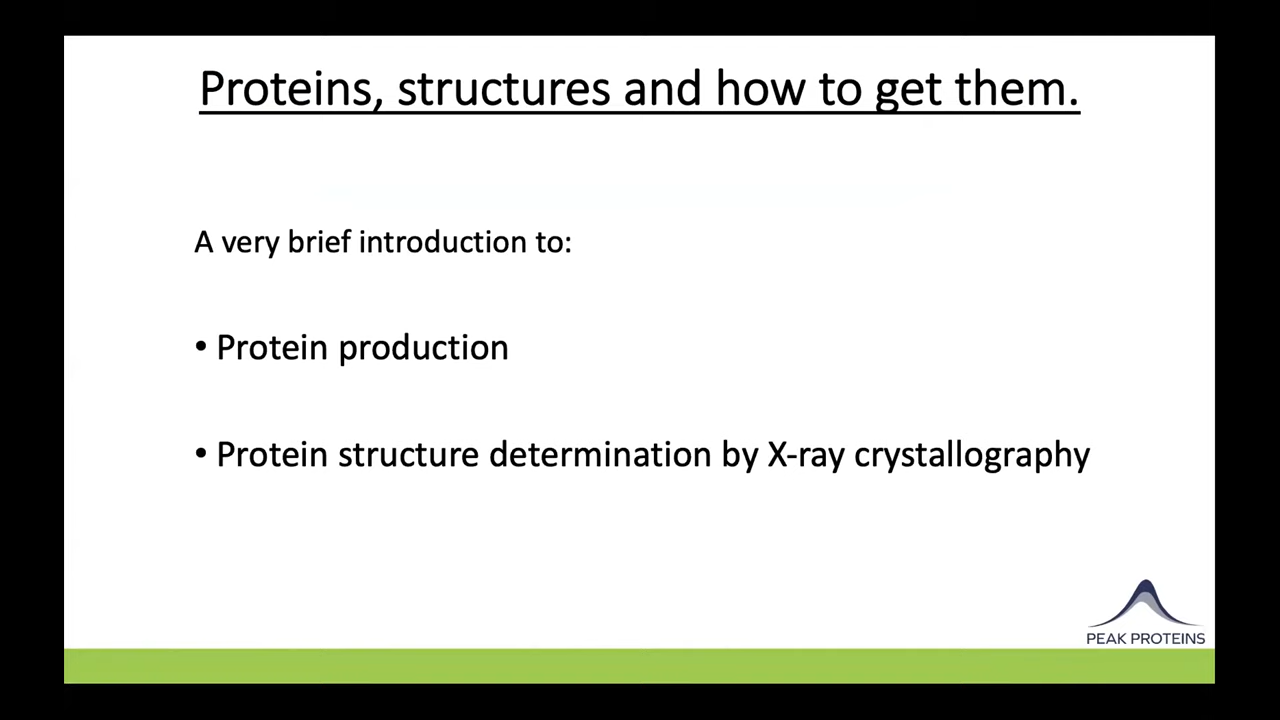 Proteins, structures and how to get them.
A very brief introduction to:
• Protein production
• Protein structure determination by X-ray crystallography
PEAK PROTEINS